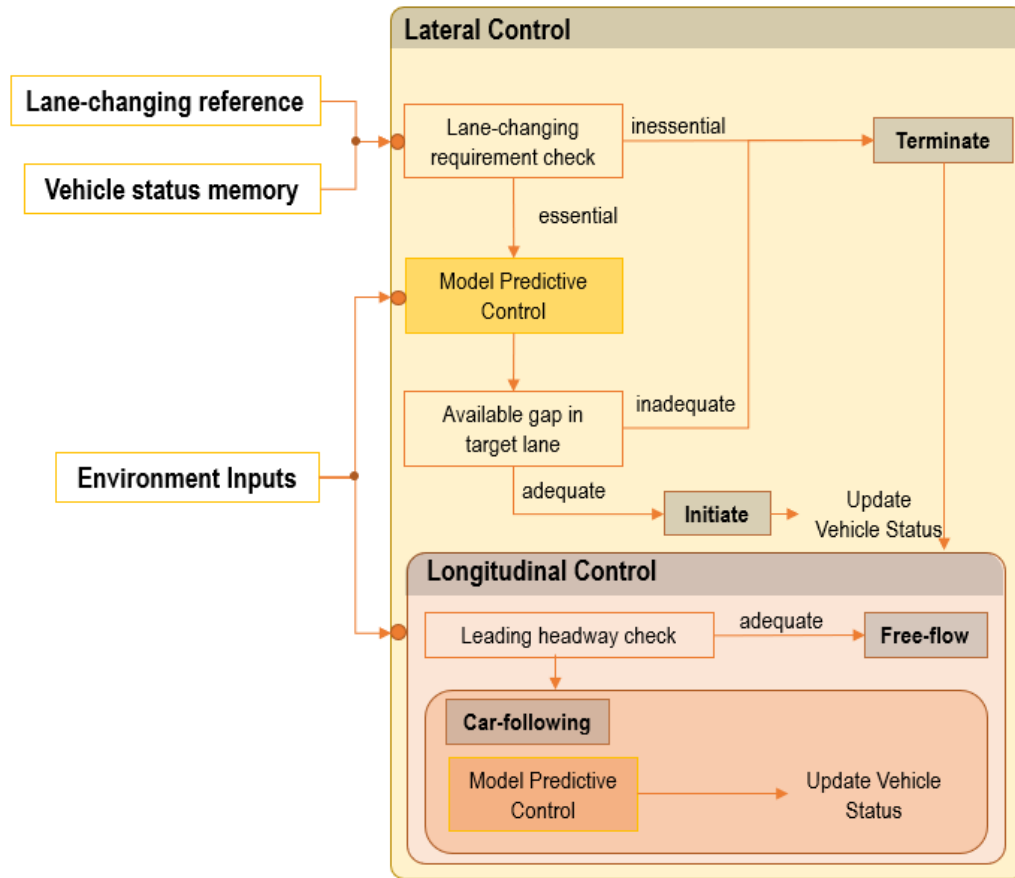 Lateral Control
Lane-changing reference
Vehicle status memory
Lane-changing
requirement check
inessential
Terminate
essential
Model Predictive
Control
Available gap in
target lane
inadequate
Environment Inputs
adequate
Initiate
Update
Vehicle Status
Longitudinal Control
Leading headway check
adequate
Free-flow
Car-following
Model Predictive
Control
Update Vehicle
Status